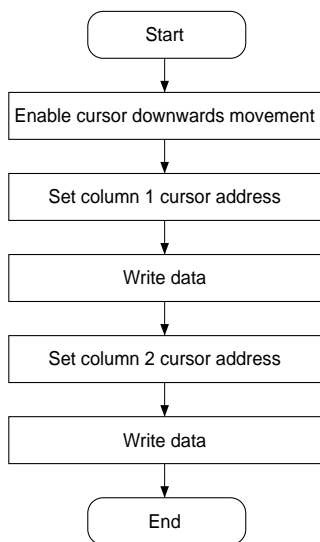 Start
Enable cursor downwards movement
Set column 1 cursor address
Write data
Set column 2 cursor address
Write data
End